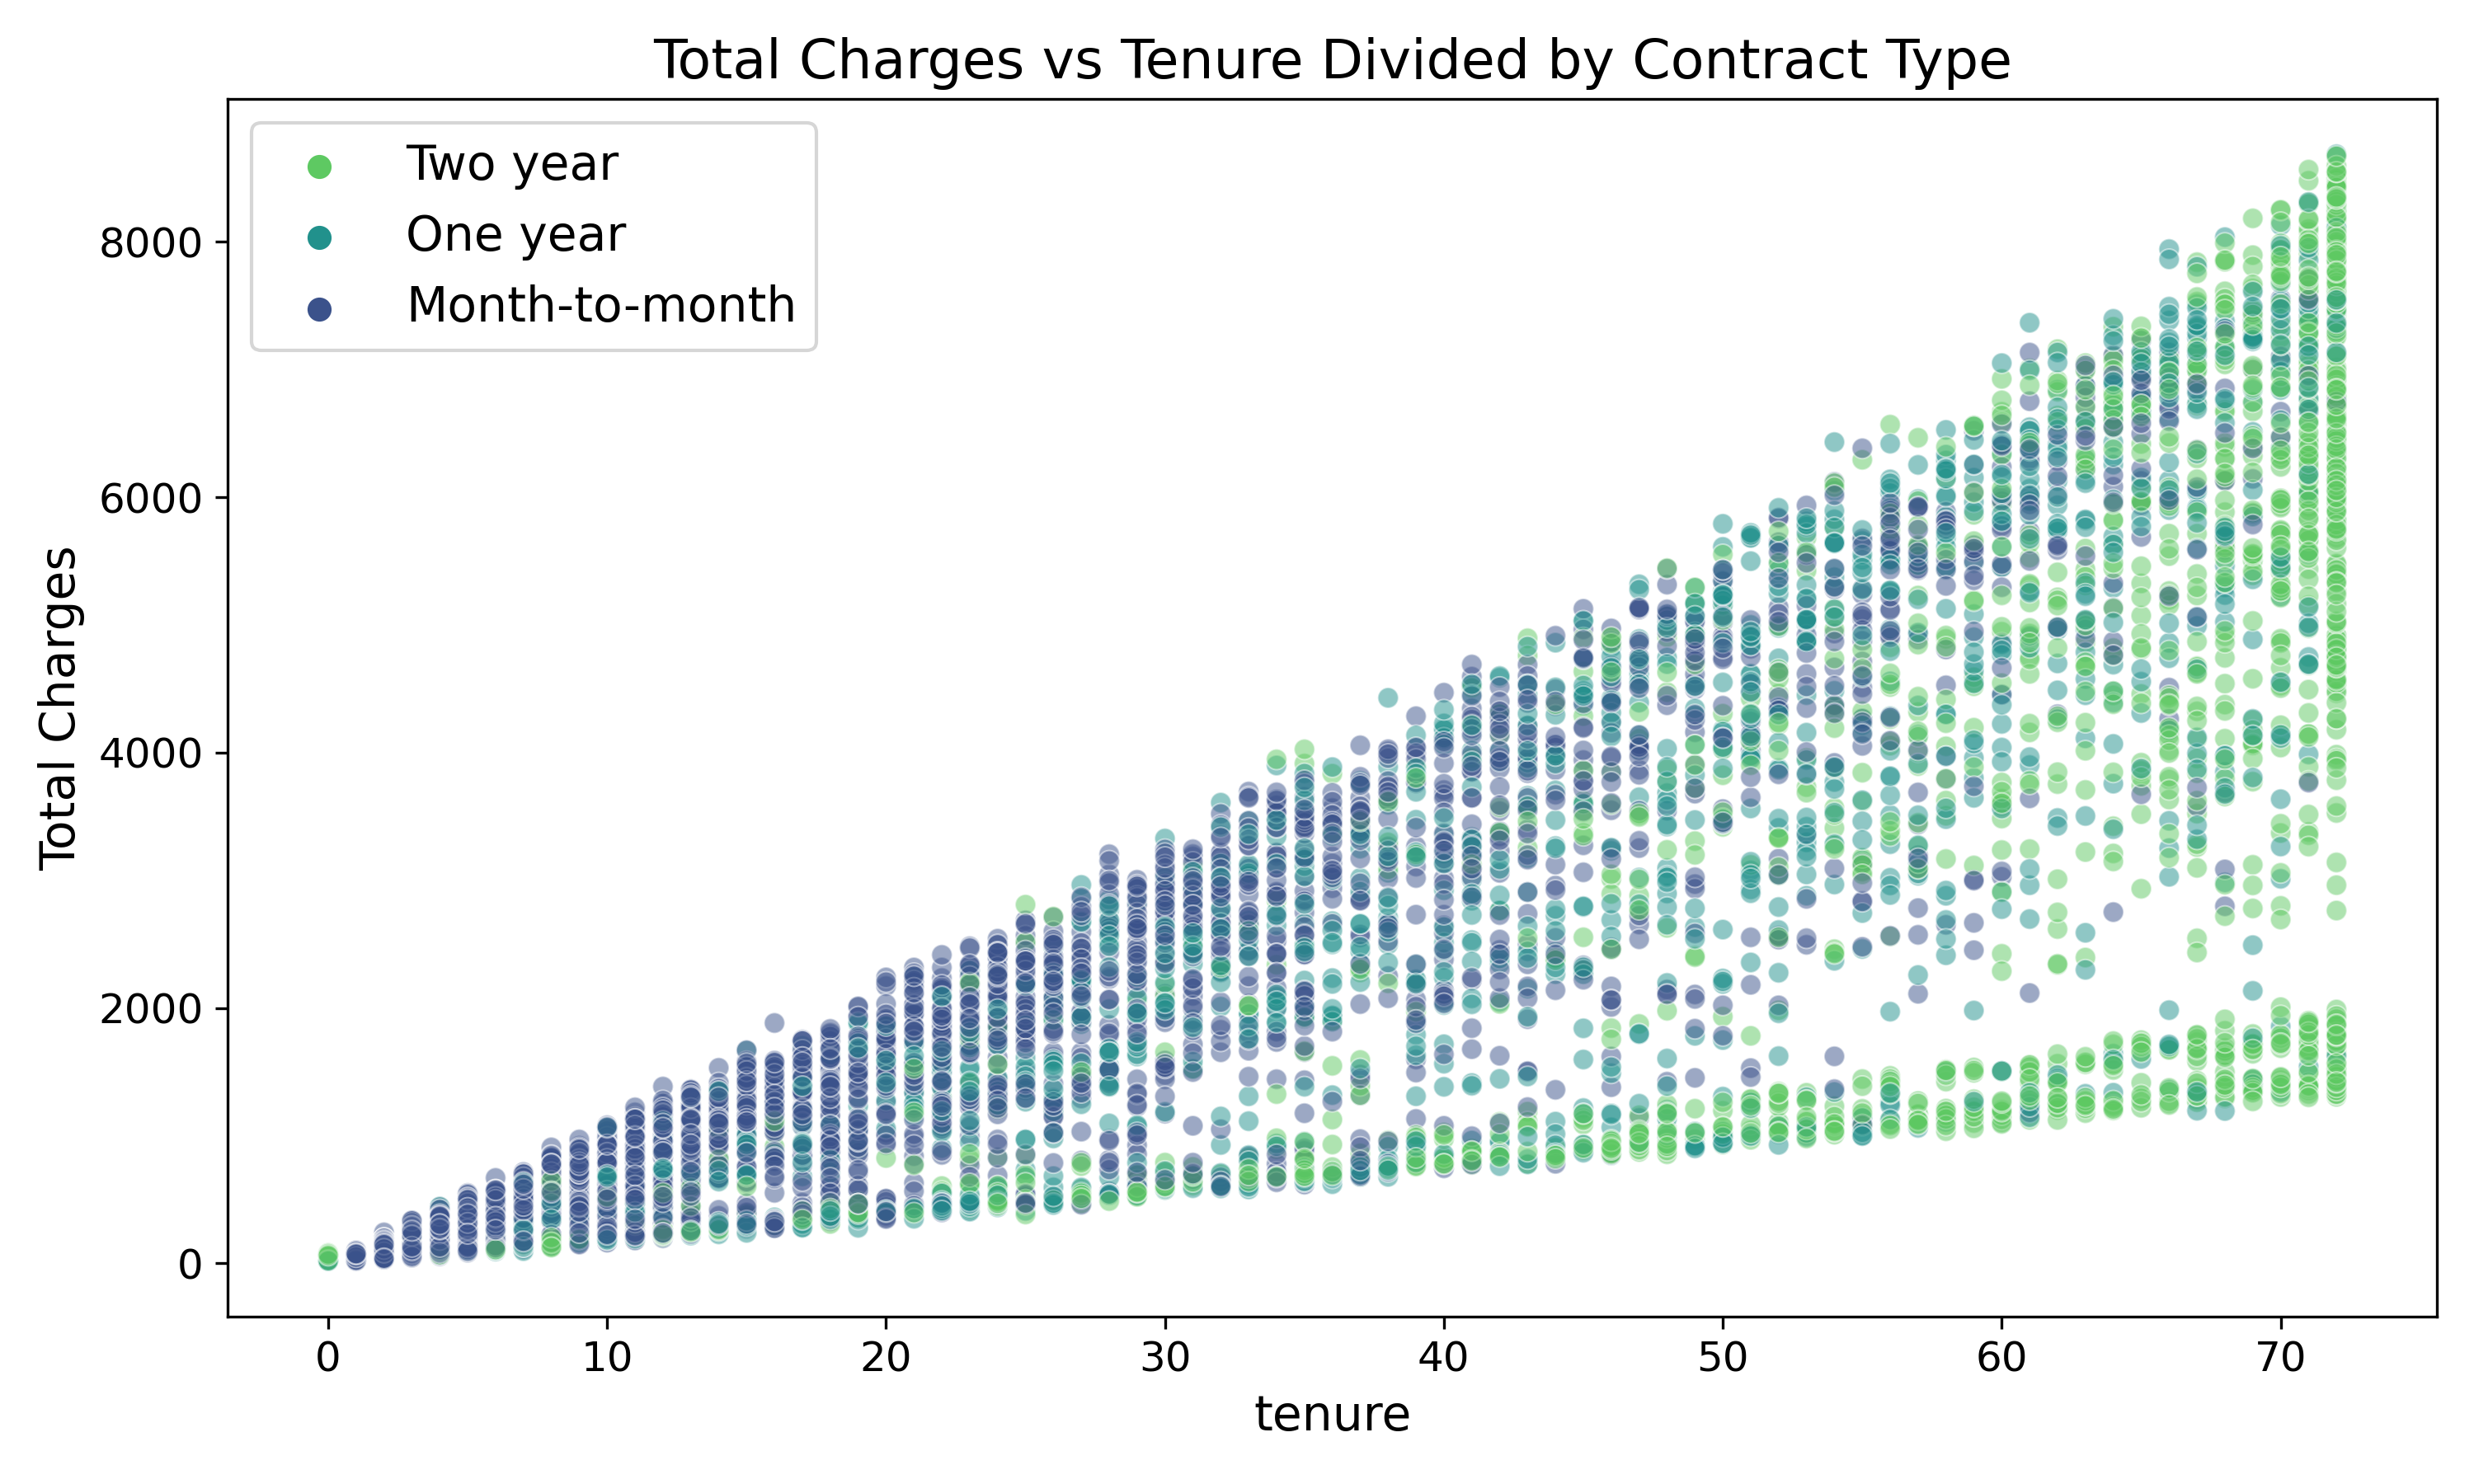 Total Charges vs Tenure Divided by Contract Type
Two year
One year
Month-to-month
Total Charges
8000
6000
4000
2000
0
0 10 20 30 40 50 60 70
tenure